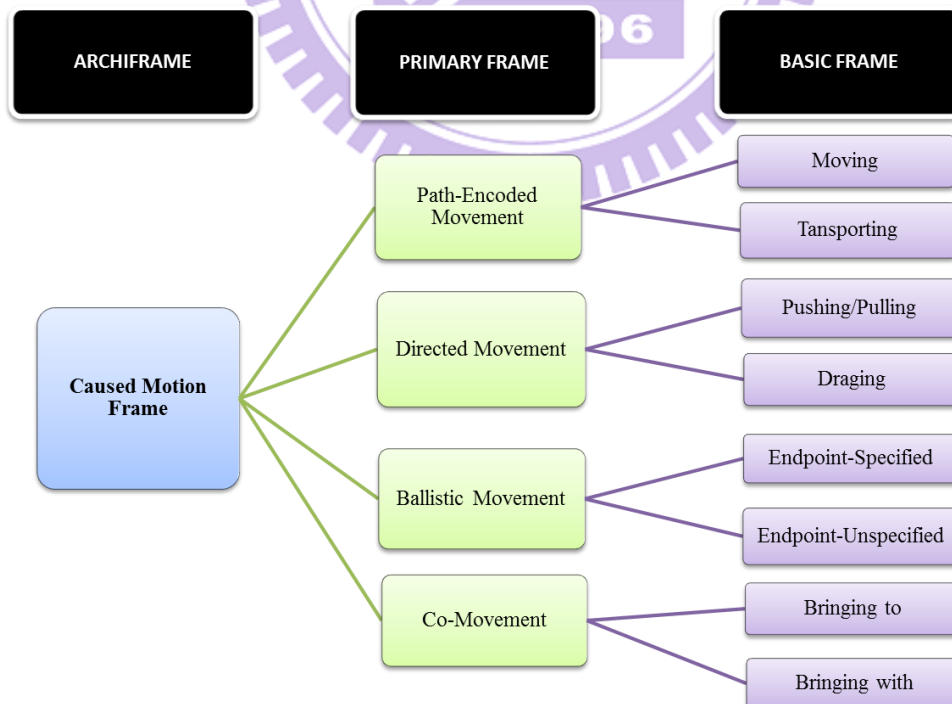 ARCHIFRAME
PRIMARY FRAME
BASIC FRAME
96
Path-Encoded
Movement
Moving
Tansporting
Directed Movement
Pushing/Pulling
Draging
Caused Motion
Frame
Ballistic Movement
Endpoint-Specified
Endpoint-Unspecified
Co-Movement
Bringing to
Bringing with